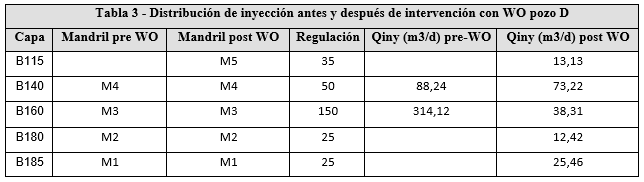 Tabla 3 - Distribución de inyección antes y después de intervención con WO pozo D
Capa Mandril pre WO Mandril post WO Regulación Qiny (m3/d) pre-WO Qiny (m3/d) post WO
B115 M5 35 13,13
B140 M4 M4 50 88,24 73,22
B160 M3 M3 150 314,12 38,31
B180 M2 M2 25 12,42
B185 M1 M1 25 25,46